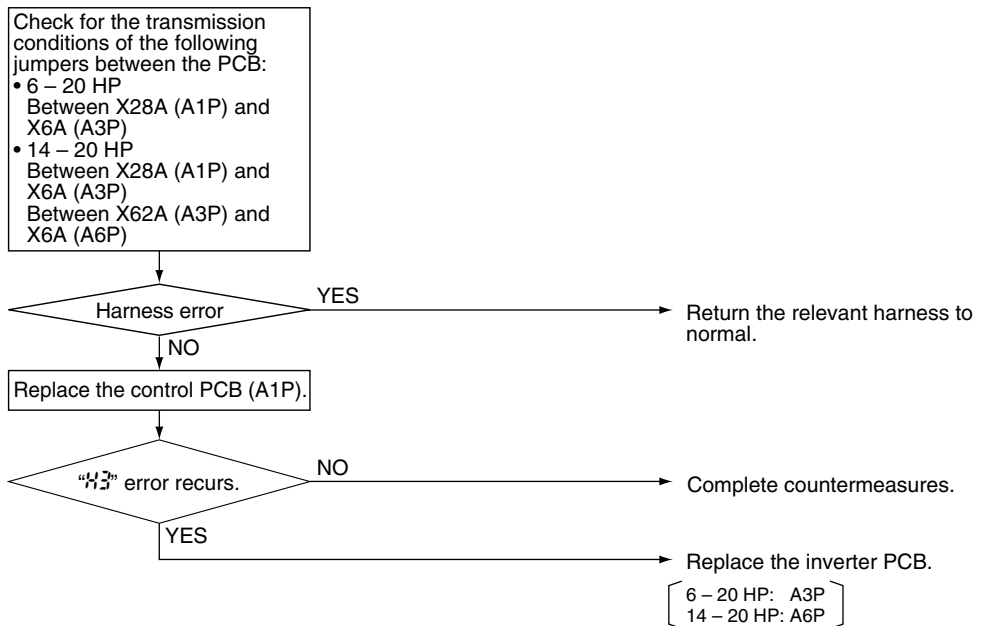 Check for the transmission
conditions of the following
jumpers between the PCB:
• 6 – 20 HP
Between X28A (A1P) and
X6A (A3P)
• 14 – 20 HP
Between X28A (A1P) and
X6A (A3P)
Between X62A (A3P) and
X6A (A6P)
Harness error
YES
Return the relevant harness to
normal.
NO
Replace the control PCB (A1P).
“H3” error recurs.
NO
Complete countermeasures.
YES
Replace the inverter PCB.
6 – 20 HP: A3P
14 – 20 HP: A6P